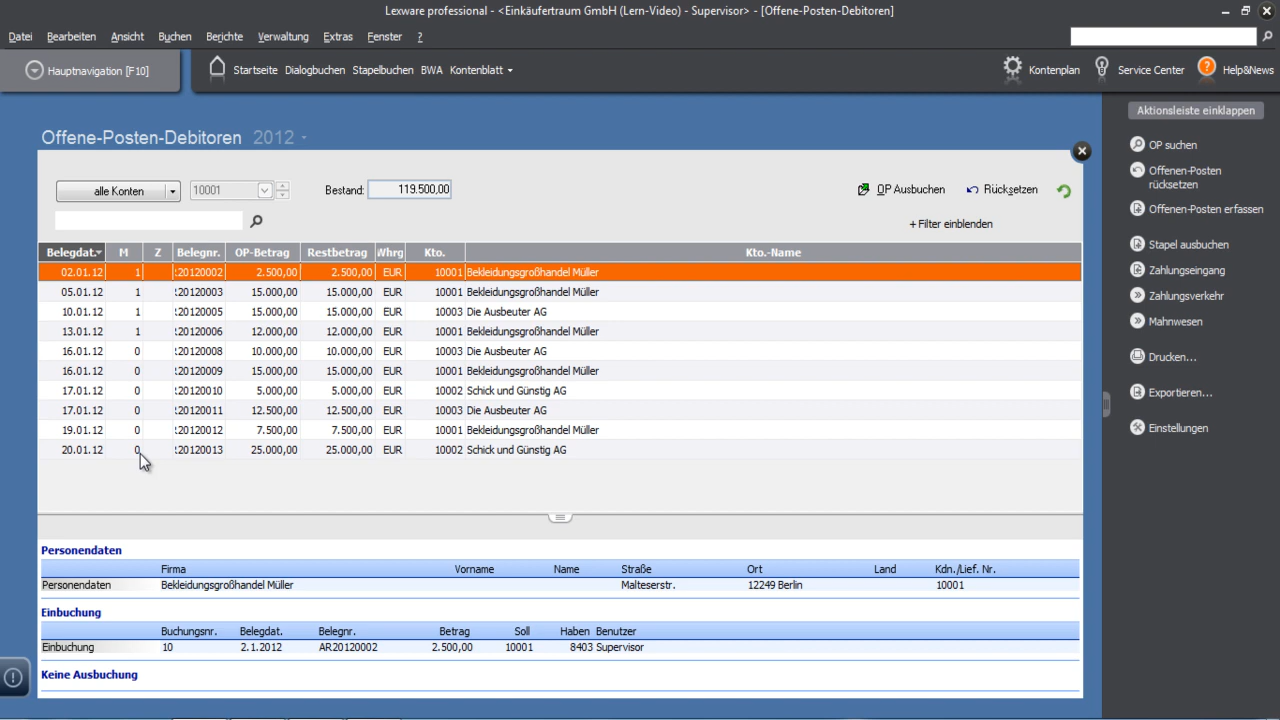 Lexware professional - <Einkäufertraum GmbH (Lern-Video) - Supervisor> - [Offene-Posten-Debitoren]
Datei Bearbeiten Ansicht Buchen Berichte Verwaltung Extras Fenster ?
Hauptnavigation [F10] Startseite Dialogbuchen Stapelbuchen BWA Kontenblatt Kontenplan Service Center Help&News
Aktionsleiste einklappen
Offene-Posten-Debitoren 2012
OP suchen
Offenen-Posten rücksetzen
Offenen-Posten erfassen
Stapel ausbuchen
Zahlungseingang
Zahlungsverkehr
Mahnwesen
Drucken...
Exportieren...
Einstellungen
alle Konten 10001 Bestand: 119.500,00 OP Ausbuchen Rücksetzen
+ Filter einblenden
Belegdat. M Z Belegnr. OP-Betrag Restbetrag Whrg Kto. Kto.-Name
02.01.12 1 :20120002 2.500,00 2.500,00 EUR 10001 Bekleidungsgroßhandel Müller
05.01.12 1 :20120003 15.000,00 15.000,00 EUR 10001 Bekleidungsgroßhandel Müller
10.01.12 1 :20120005 15.000,00 15.000,00 EUR 10003 Die Ausbeuter AG
13.01.12 1 :20120006 12.000,00 12.000,00 EUR 10001 Bekleidungsgroßhandel Müller
16.01.12 0 :20120008 10.000,00 10.000,00 EUR 10003 Die Ausbeuter AG
16.01.12 0 :20120009 15.000,00 15.000,00 EUR 10001 Bekleidungsgroßhandel Müller
17.01.12 0 :20120010 5.000,00 5.000,00 EUR 10002 Schick und Günstig AG
17.01.12 0 :20120011 12.500,00 12.500,00 EUR 10003 Die Ausbeuter AG
19.01.12 0 :20120012 7.500,00 7.500,00 EUR 10001 Bekleidungsgroßhandel Müller
20.01.12 0 :20120013 25.000,00 25.000,00 EUR 10002 Schick und Günstig AG
Personendaten
Firma Vorname Name Straße Ort Land Kdn./Lief. Nr.
Personendaten Bekleidungsgroßhandel Müller Malteserstr. 12249 Berlin 10001
Einbuchung
Buchungsnr. Belegdat. Belegnr. Betrag Soll Haben Benutzer
Einbuchung 10 2.1.2012 AR20120002 2.500,00 10001 8403 Supervisor
Keine Ausbuchung